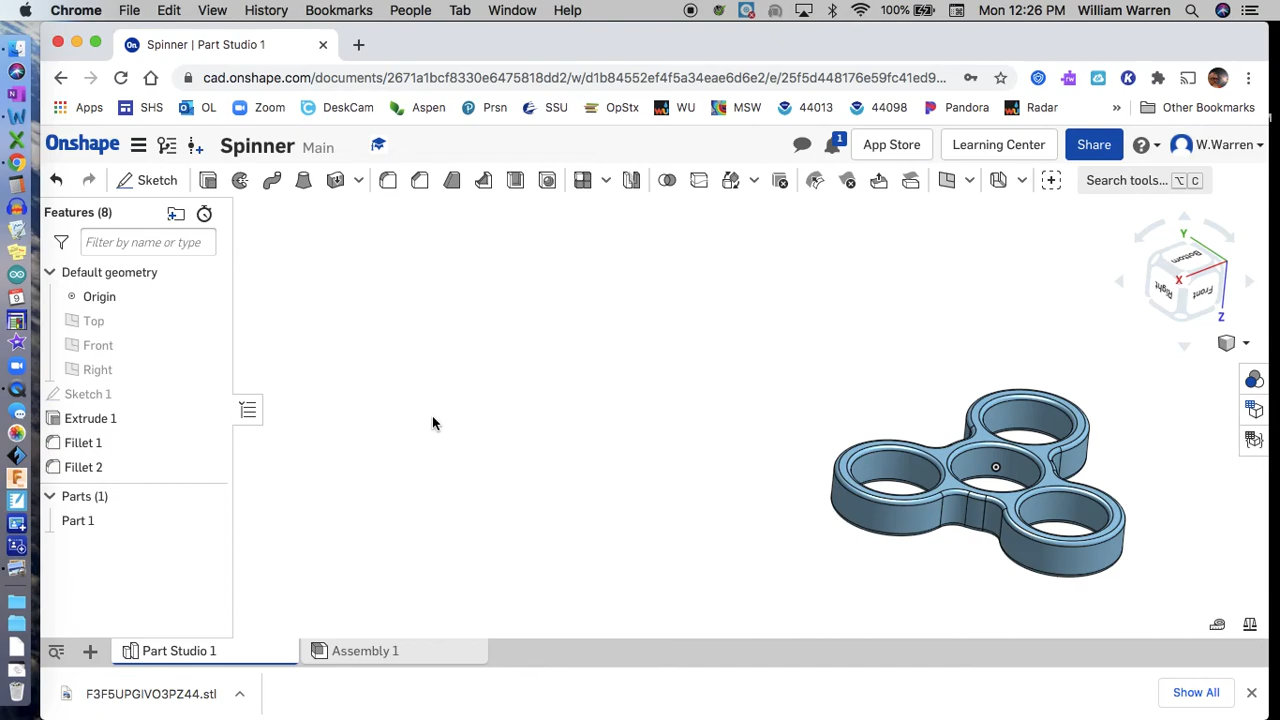 Chrome File Edit View History Bookmarks People Tab Window Help 100% Mon 12:26 PM William Warren
On Spinner | Part Studio 1
cad.onshape.com/documents/2671a1bcf8330e6475818dd2/w/d1b84552ef4f5a34eae6d6e2/e/25f5d448176e59fc41ed9...
Apps SHS OL Zoom DeskCam Aspen Prsn SSU OpStx WU MSW 44013 44098 Pandora Radar » Other Bookmarks
Onshape Spinner Main 1 App Store Learning Center Share W.Warren
Sketch Search tools... ⌥ C
Features (8)
Filter by name or type
Default geometry
Origin
Top
Front
Right
Sketch 1
Extrude 1
Fillet 1
Fillet 2
Parts (1)
Part 1
Y
Bottom
X
Right Front
Z
Part Studio 1 Assembly 1
F3F5UPGIVO3PZ44.stl Show All